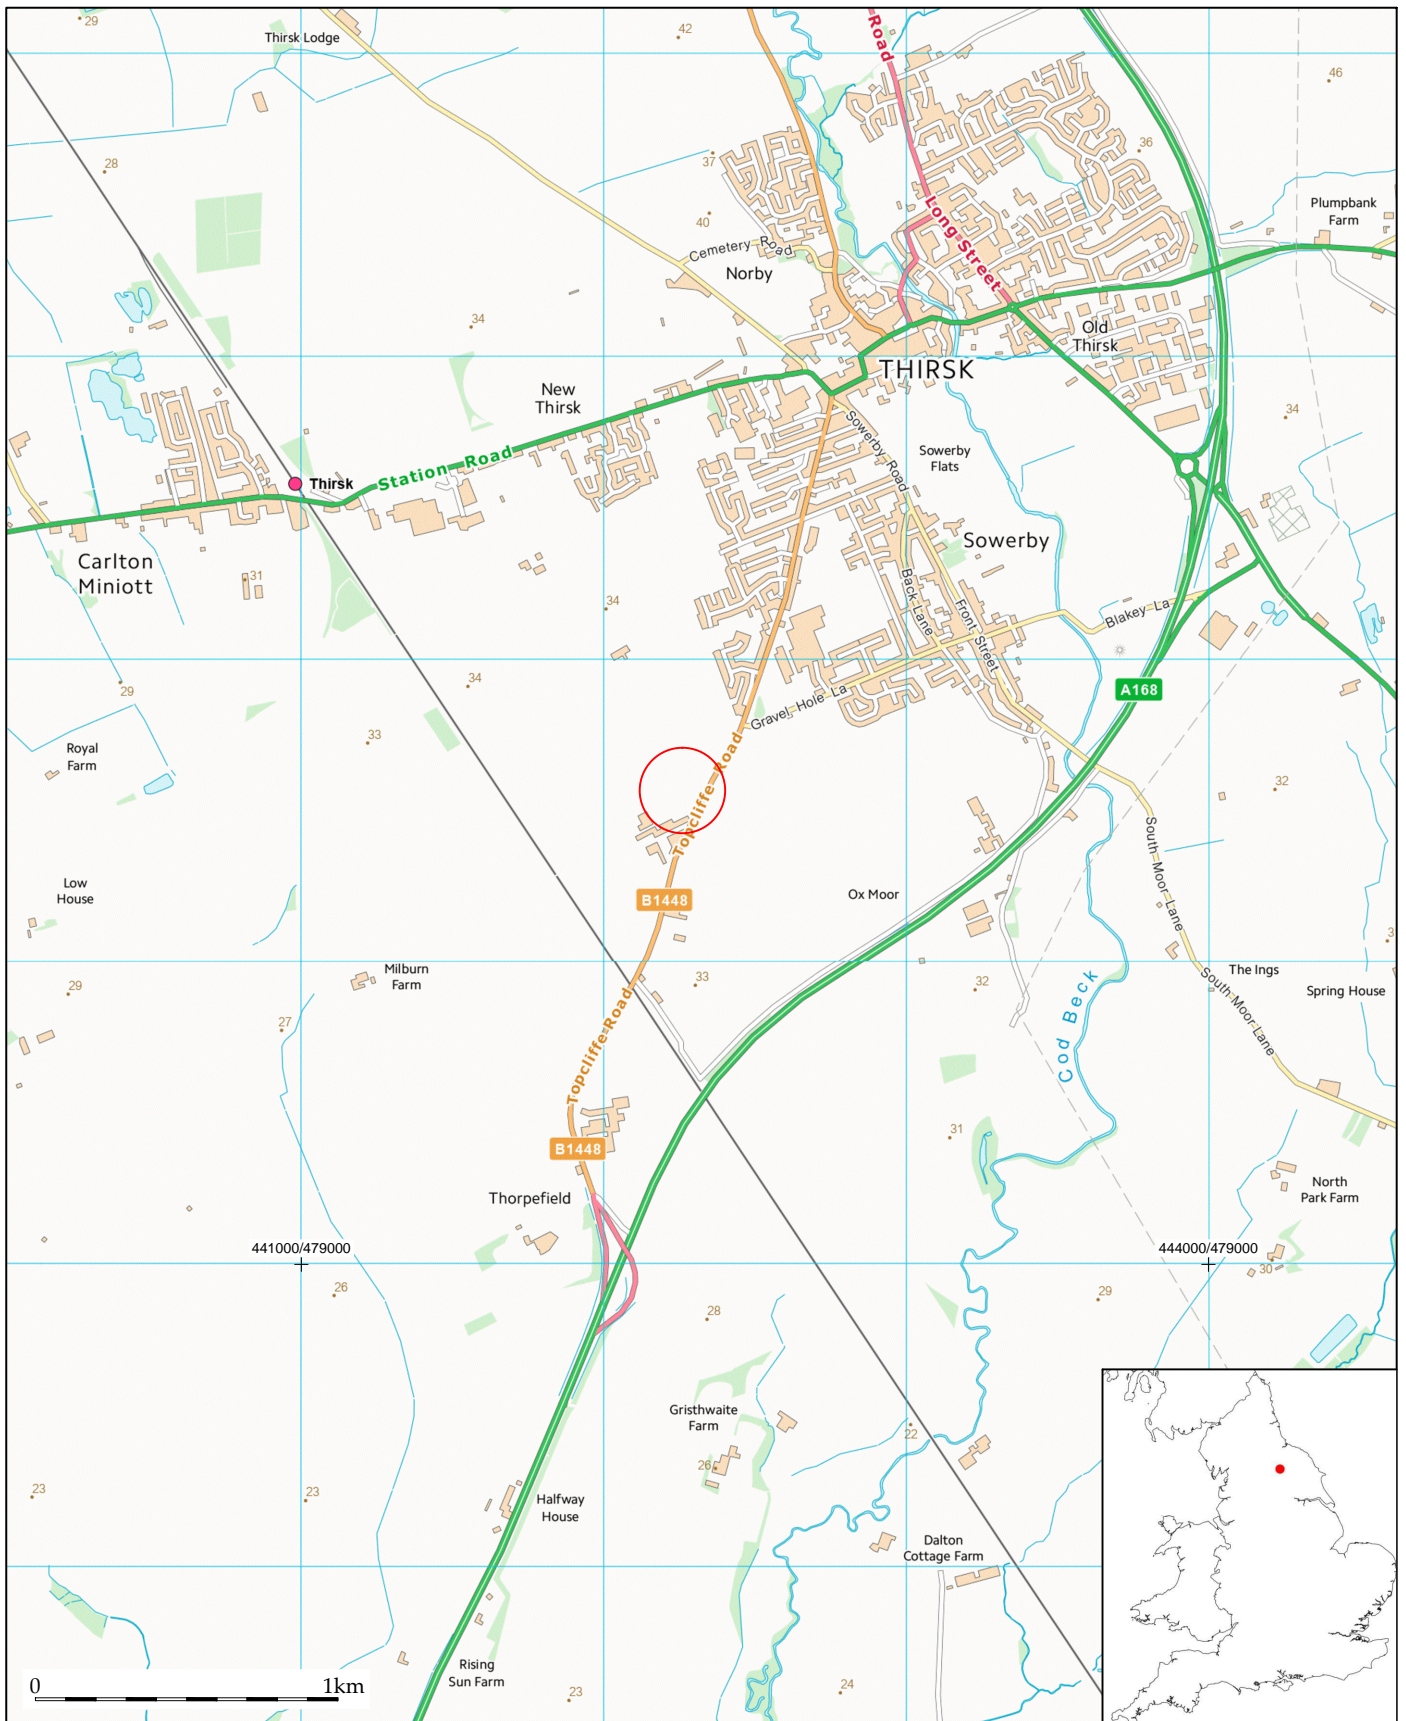 29
Thirsk Lodge
42
Road
46
28
37
36
40
Long Street
Plumpbank
Farm
Cemetery Road
Norby
34
Old
Thirsk
THIRSK
New
Thirsk
34
Sowerby Road
Sowerby
Flats
Station Road
Thirsk
Sowerby
Carlton
Miniott
31
34
Back Lane
Front Street
Blakey La
34
29
A168
Gravel Hole La
33
Royal
Farm
Topcliffe Road
32
South Moor Lane
Low
House
B1448
Ox Moor
3
Milburn
Farm
33
32
The Ings
29
Spring House
South Moor Lane
27
Cod Beck
Topcliffe Road
31
B1448
Thorpefield
North
Park Farm
441000/479000
444000/479000
30
26
29
28
Gristhwaite
Farm
22
26
23
23
Halfway
House
Dalton
Cottage Farm
Rising
Sun Farm
0
1km
23
24